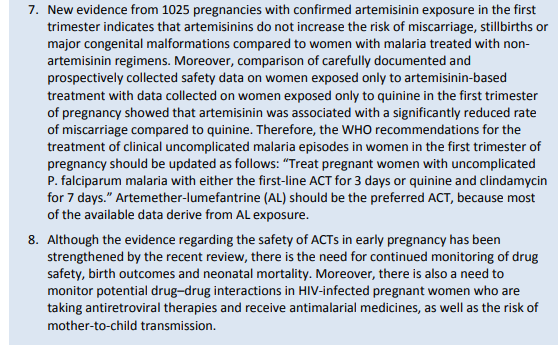 7. New evidence from 1025 pregnancies with confirmed artemisinin exposure in the first
trimester indicates that artemisinins do not increase the risk of miscarriage, stillbirths or
major congenital malformations compared to women with malaria treated with non-
artemisinin regimens. Moreover, comparison of carefully documented and
prospectively collected safety data on women exposed only to artemisinin-based
treatment with data collected on women exposed only to quinine in the first trimester
of pregnancy showed that artemisinin was associated with a significantly reduced rate
of miscarriage compared to quinine. Therefore, the WHO recommendations for the
treatment of clinical uncomplicated malaria episodes in women in the first trimester of
pregnancy should be updated as follows: “Treat pregnant women with uncomplicated
P. falciparum malaria with either the first-line ACT for 3 days or quinine and clindamycin
for 7 days.” Artemether-lumefantrine (AL) should be the preferred ACT, because most
of the available data derive from AL exposure.
8. Although the evidence regarding the safety of ACTs in early pregnancy has been
strengthened by the recent review, there is the need for continued monitoring of drug
safety, birth outcomes and neonatal mortality. Moreover, there is also a need to
monitor potential drug–drug interactions in HIV-infected pregnant women who are
taking antiretroviral therapies and receive antimalarial medicines, as well as the risk of
mother-to-child transmission.